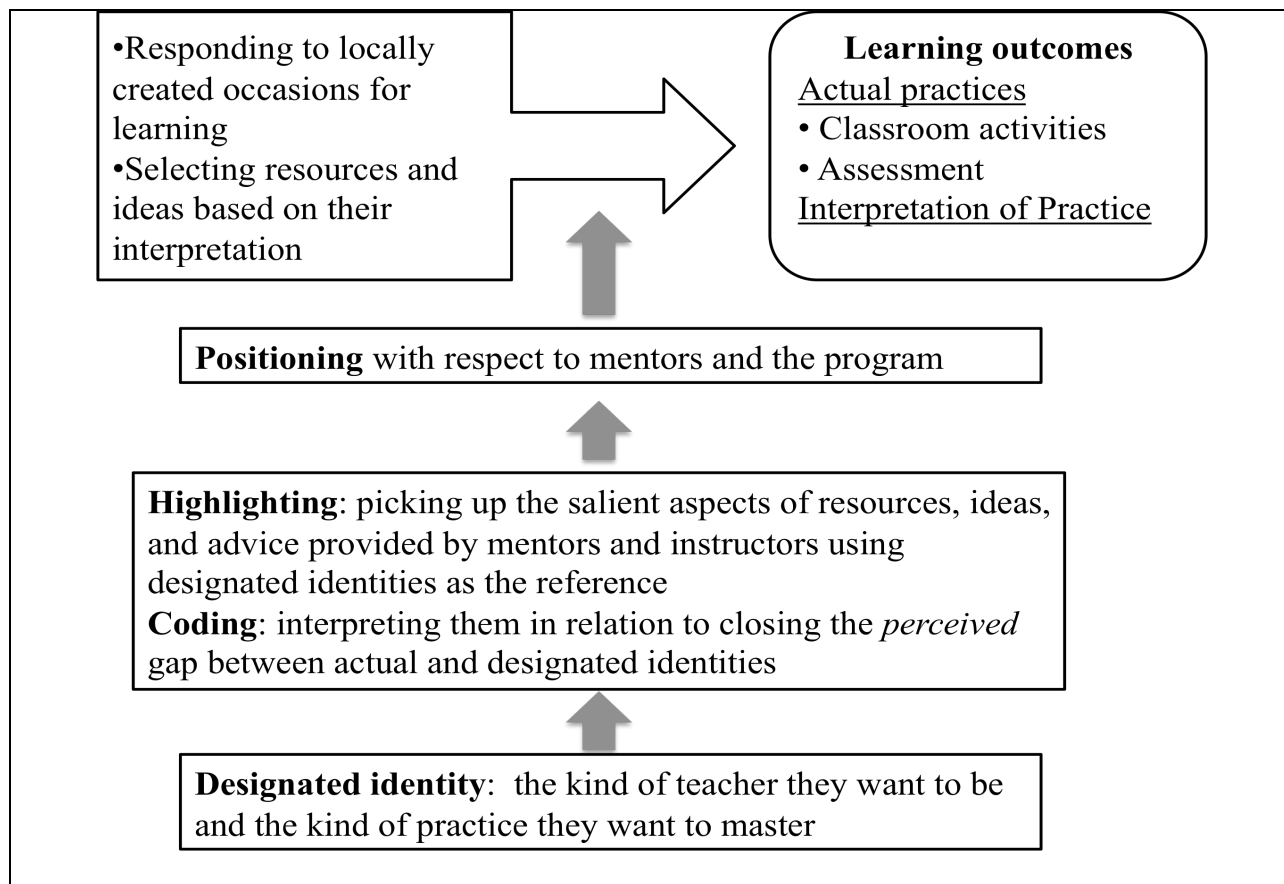 •Responding to locally
created occasions for
learning
•Selecting resources and
ideas based on their
interpretation
Learning outcomes
Actual practices
• Classroom activities
• Assessment
Interpretation of Practice
Positioning with respect to mentors and the program
Highlighting: picking up the salient aspects of resources, ideas,
and advice provided by mentors and instructors using
designated identities as the reference
Coding: interpreting them in relation to closing the perceived
gap between actual and designated identities
Designated identity:  the kind of teacher they want to be
and the kind of practice they want to master